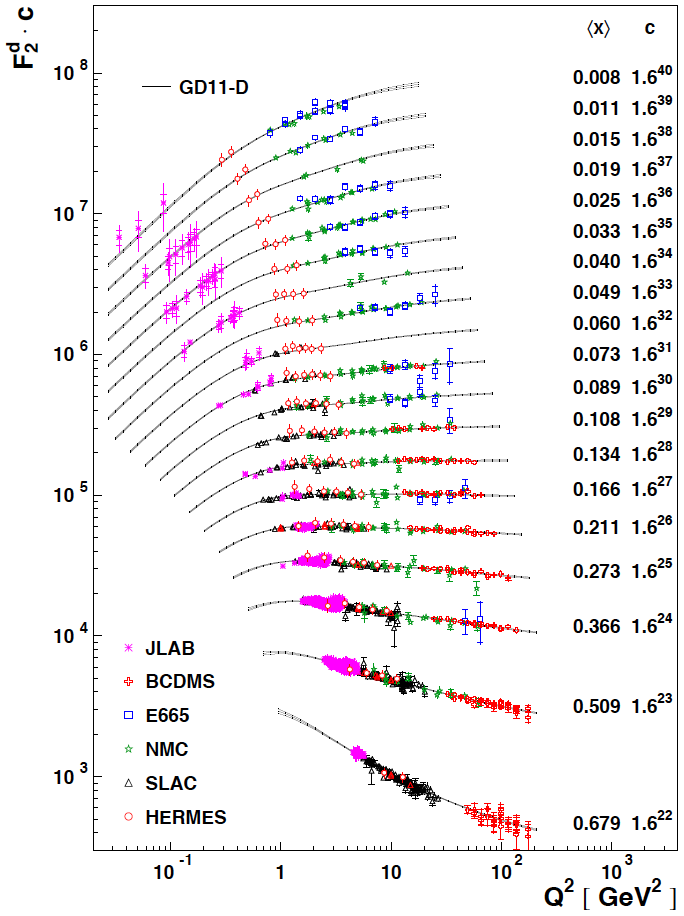 F₂ᵈ · c
⟨x⟩ c
10⁸
GD11-D
0.008 1.6⁴⁰
0.011 1.6³⁹
0.015 1.6³⁸
0.019 1.6³⁷
10⁷
0.025 1.6³⁶
0.033 1.6³⁵
0.040 1.6³⁴
0.049 1.6³³
0.060 1.6³²
10⁶
0.073 1.6³¹
0.089 1.6³⁰
0.108 1.6²⁹
0.134 1.6²⁸
10⁵
0.166 1.6²⁷
0.211 1.6²⁶
0.273 1.6²⁵
0.366 1.6²⁴
10⁴
JLAB
BCDMS
E665
NMC
SLAC
HERMES
0.509 1.6²³
10³
0.679 1.6²²
10⁻¹ 1 10 10² 10³
Q² [ GeV² ]